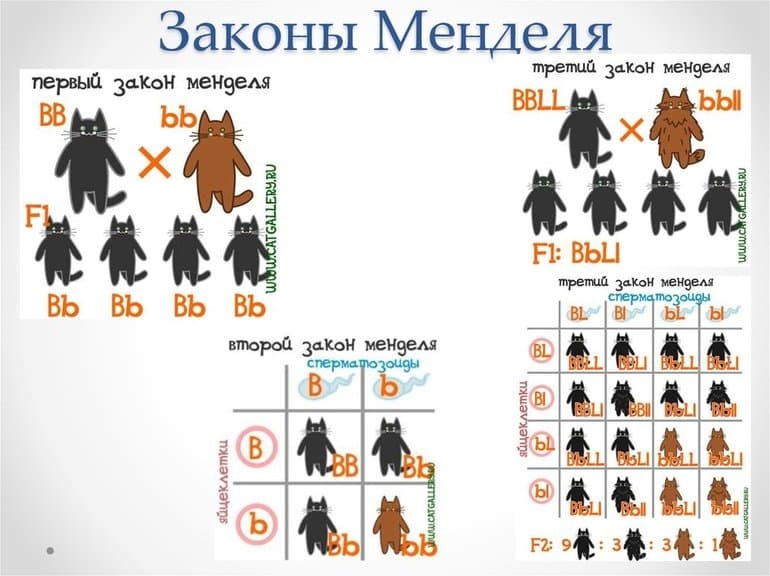 Законы Менделя
первый закон менделя
BB
bb
F1
Bb Bb Bb Bb
WWW.CATGALLERY.RU
третий закон менделя
BBLL
bbll
F1: BbLl
WWW.CATGALLERY.RU
второй закон менделя
сперматозоиды
B b
яйцеклетки
B BB Bb
b Bb bb
WWW.CATGALLERY.RU
третий закон менделя
сперматозоиды
BL Bl bL bl
яйцеклетки
BL BBLL BBLl BbLL BbLl
Bl BBLl BBll BbLl Bbll
bL BbLL BbLl bbLL bbLl
bl BbLl Bbll bbLl bbll
F2: 9 : 3 : 3 : 1
WWW.CATGALLERY.RU